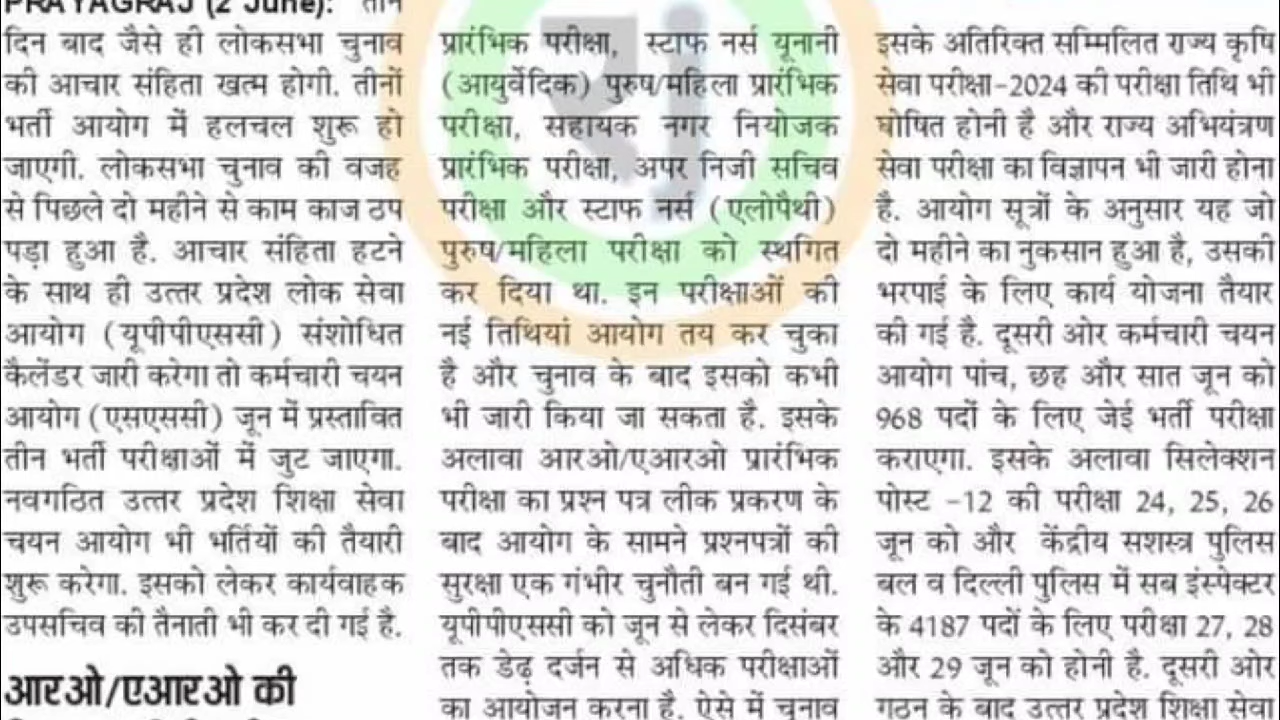 PRAYAGRAJ (2 June): तीन
दिन बाद जैसे ही लोकसभा चुनाव
की आचार संहिता खत्म होगी. तीनों
भर्ती आयोग में हलचल शुरू हो
जाएगी. लोकसभा चुनाव की वजह
से पिछले दो महीने से काम काज ठप
पड़ा हुआ है. आचार संहिता हटने
के साथ ही उत्तर प्रदेश लोक सेवा
आयोग (यूपीपीएससी) संशोधित
कैलेंडर जारी करेगा तो कर्मचारी चयन
आयोग (एसएससी) जून में प्रस्तावित
तीन भर्ती परीक्षाओं में जुट जाएगा.
नवगठित उत्तर प्रदेश शिक्षा सेवा
चयन आयोग भी भर्तियों की तैयारी
शुरू करेगा. इसको लेकर कार्यवाहक
उपसचिव की तैनाती भी कर दी गई है.
आरओ/एआरओ की
प्रारंभिक परीक्षा, स्टाफ नर्स यूनानी
(आयुर्वेदिक) पुरुष/महिला प्रारंभिक
परीक्षा, सहायक नगर नियोजक
प्रारंभिक परीक्षा, अपर निजी सचिव
परीक्षा और स्टाफ नर्स (एलोपैथी)
पुरुष/महिला परीक्षा को स्थगित
कर दिया था. इन परीक्षाओं की
नई तिथियां आयोग तय कर चुका
है और चुनाव के बाद इसको कभी
भी जारी किया जा सकता है. इसके
अलावा आरओ/एआरओ प्रारंभिक
परीक्षा का प्रश्न पत्र लीक प्रकरण के
बाद आयोग के सामने प्रश्नपत्रों की
सुरक्षा एक गंभीर चुनौती बन गई थी.
यूपीपीएससी को जून से लेकर दिसंबर
तक डेढ़ दर्जन से अधिक परीक्षाओं
का आयोजन करना है. ऐसे में चुनाव
इसके अतिरिक्त सम्मिलित राज्य कृषि
सेवा परीक्षा-2024 की परीक्षा तिथि भी
घोषित होनी है और राज्य अभियंत्रण
सेवा परीक्षा का विज्ञापन भी जारी होना
है. आयोग सूत्रों के अनुसार यह जो
दो महीने का नुकसान हुआ है, उसकी
भरपाई के लिए कार्य योजना तैयार
की गई है. दूसरी ओर कर्मचारी चयन
आयोग पांच, छह और सात जून को
968 पदों के लिए जेई भर्ती परीक्षा
कराएगा. इसके अलावा सिलेक्शन
पोस्ट -12 की परीक्षा 24, 25, 26
जून को और केंद्रीय सशस्त्र पुलिस
बल व दिल्ली पुलिस में सब इंस्पेक्टर
के 4187 पदों के लिए परीक्षा 27, 28
और 29 जून को होनी है. दूसरी ओर
गठन के बाद उत्तर प्रदेश शिक्षा सेवा